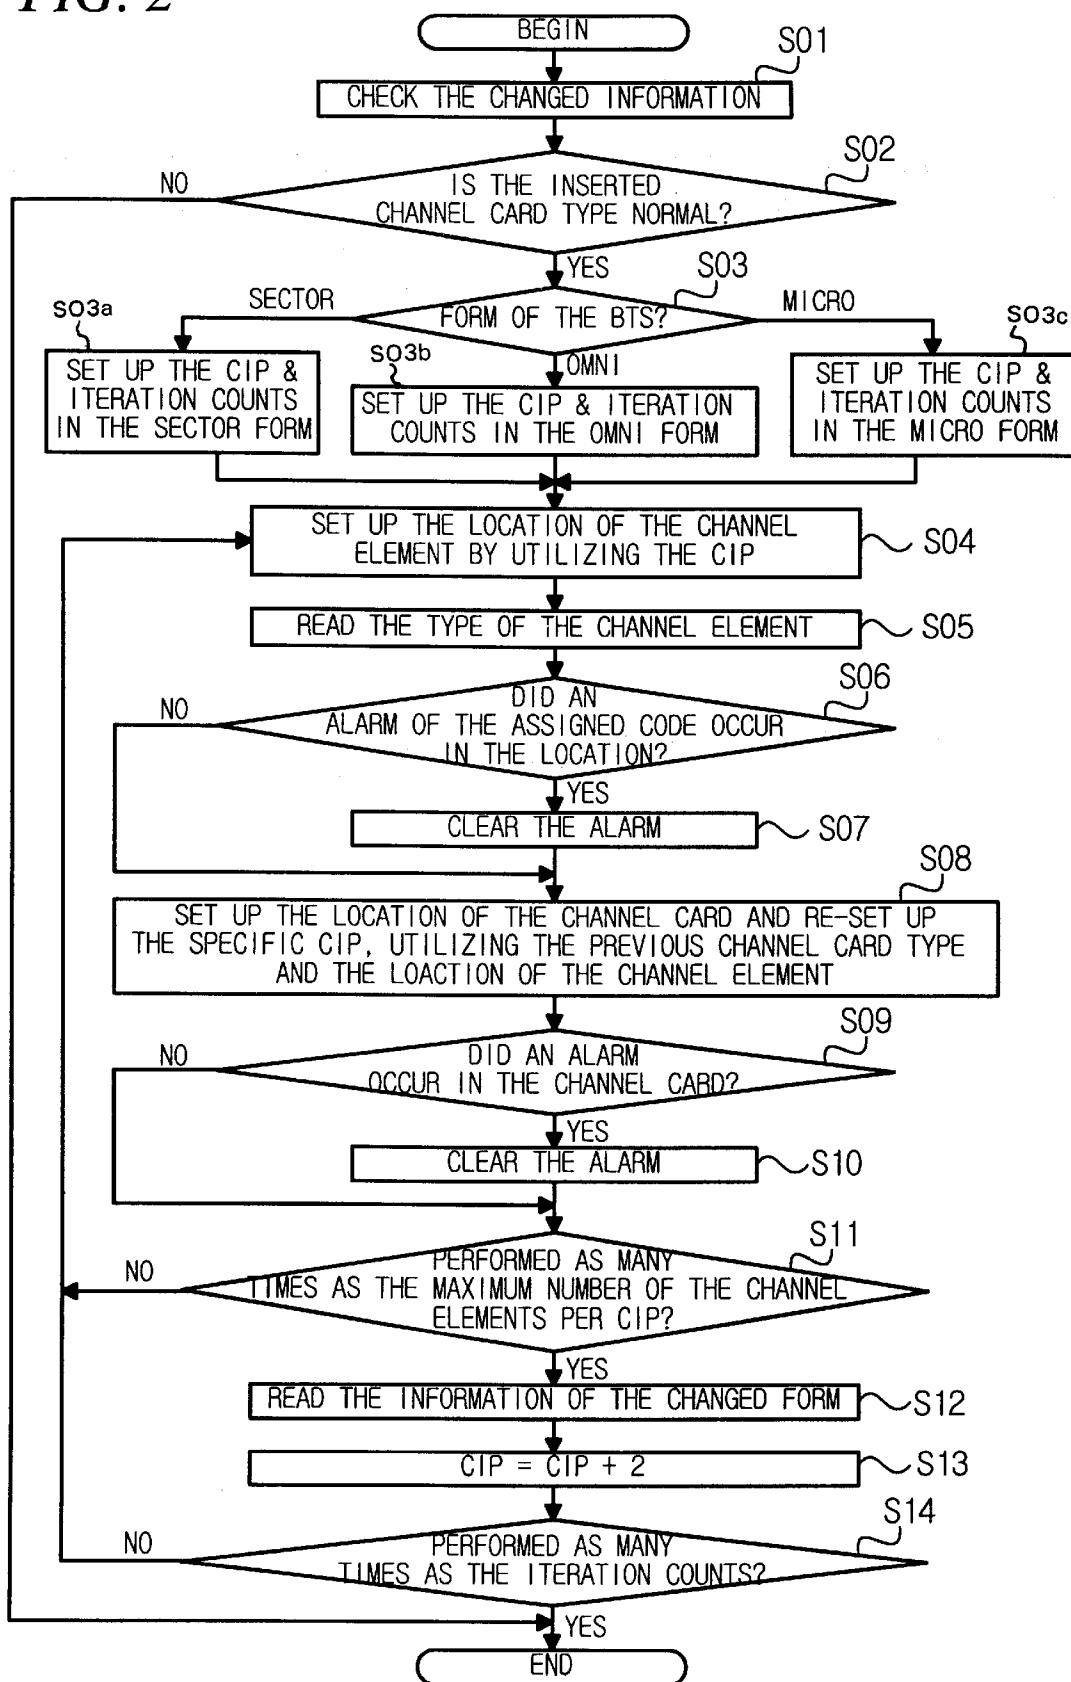 FIG. 2
BEGIN
S01
CHECK THE CHANGED INFORMATION
S02
NO
IS THE INSERTED
CHANNEL CARD TYPE NORMAL?
YES
S03
SECTOR
FORM OF THE BTS?
MICRO
S03a
S03b
OMNI
S03c
SET UP THE CIP &
ITERATION COUNTS
IN THE SECTOR FORM
SET UP THE CIP & ITERATION
COUNTS IN THE OMNI FORM
SET UP THE CIP &
ITERATION COUNTS
IN THE MICRO FORM
SET UP THE LOCATION OF THE CHANNEL
ELEMENT BY UTILIZING THE CIP
S04
READ THE TYPE OF THE CHANNEL ELEMENT
S05
S06
NO
DID AN
ALARM OF THE ASSIGNED CODE OCCUR
IN THE LOCATION?
YES
CLEAR THE ALARM
S07
S08
SET UP THE LOCATION OF THE CHANNEL CARD AND RE-SET UP
THE SPECIFIC CIP, UTILIZING THE PREVIOUS CHANNEL CARD TYPE
AND THE LOACTION OF THE CHANNEL ELEMENT
S09
NO
DID AN ALARM
OCCUR IN THE CHANNEL CARD?
YES
CLEAR THE ALARM
S10
S11
NO
PERFORMED AS MANY
TIMES AS THE MAXIMUM NUMBER OF THE CHANNEL
ELEMENTS PER CIP?
YES
READ THE INFORMATION OF THE CHANGED FORM
S12
CIP = CIP + 2
S13
S14
NO
PERFORMED AS MANY
TIMES AS THE ITERATION COUNTS?
YES
END